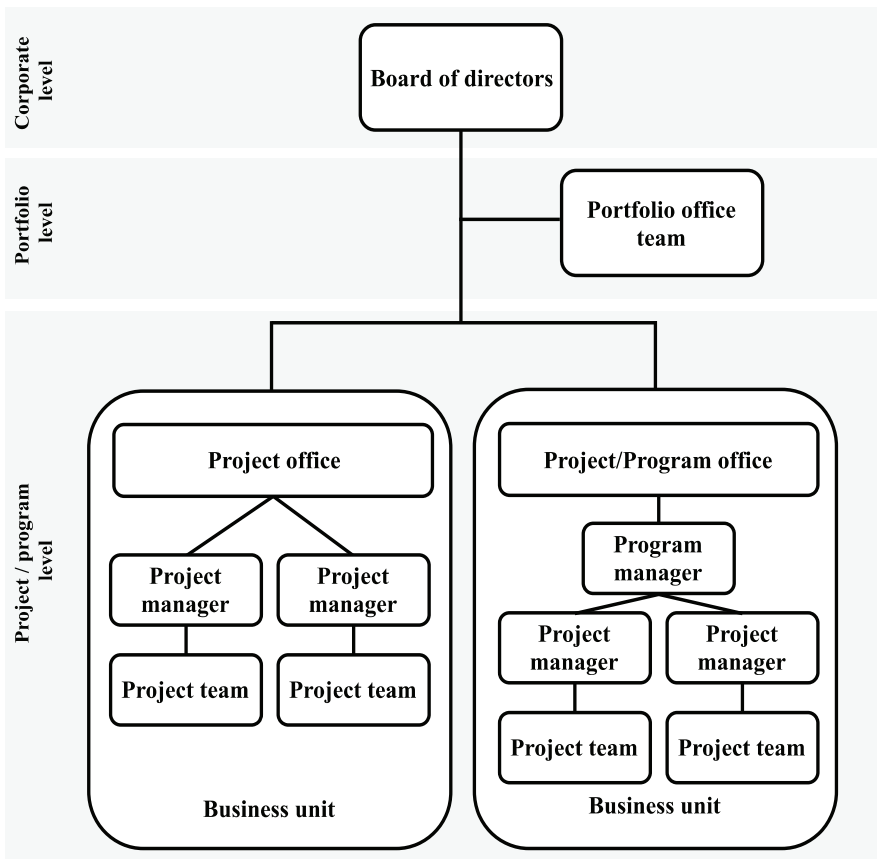 Corporate
level
Board of directors
Portfolio
level
Portfolio office
team
Project / program
level
Project office
Project
manager
Project
manager
Project team
Project team
Business unit
Project/Program office
Program
manager
Project
manager
Project
manager
Project team
Project team
Business unit